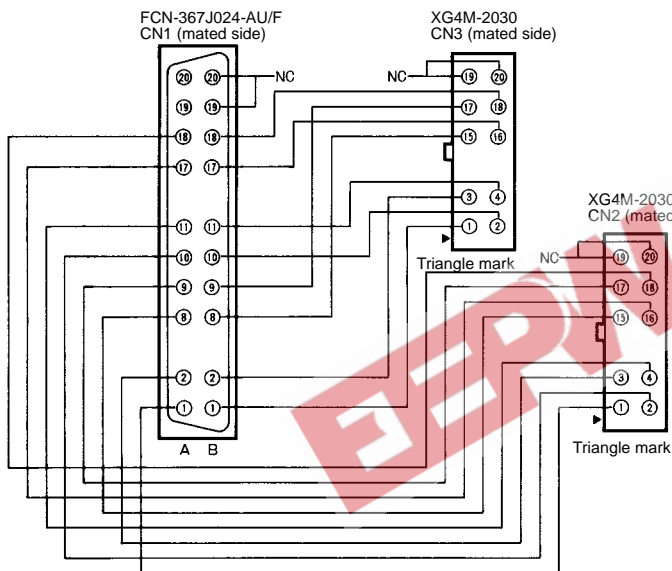 FCN-367J024-AU/F
CN1 (mated side)
XG4M-2030
CN3 (mated side)
20 20 NC
19 19
18 18
17 17
11 11
10 10
9 9
8 8
2 2
1 1
A B
NC 19 20
17 18
15 16
3 4
1 2
Triangle mark
XG4M-2030
CN2 (mated
NC 19 20
17 18
15 16
3 4
1 2
Triangle mark
EEPW